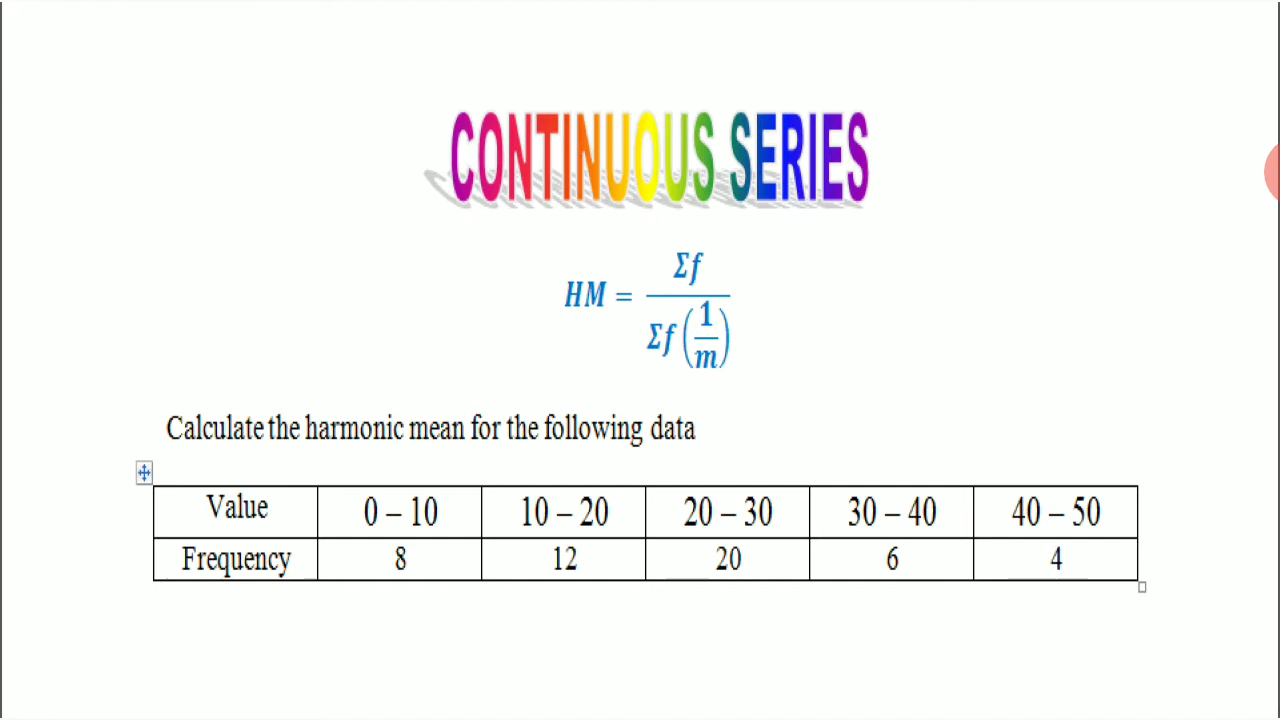 CONTINUOUS SERIES
HM = Σf / Σf(1/m)
Calculate the harmonic mean for the following data
Value 0 – 10 10 – 20 20 – 30 30 – 40 40 – 50
Frequency 8 12 20 6 4